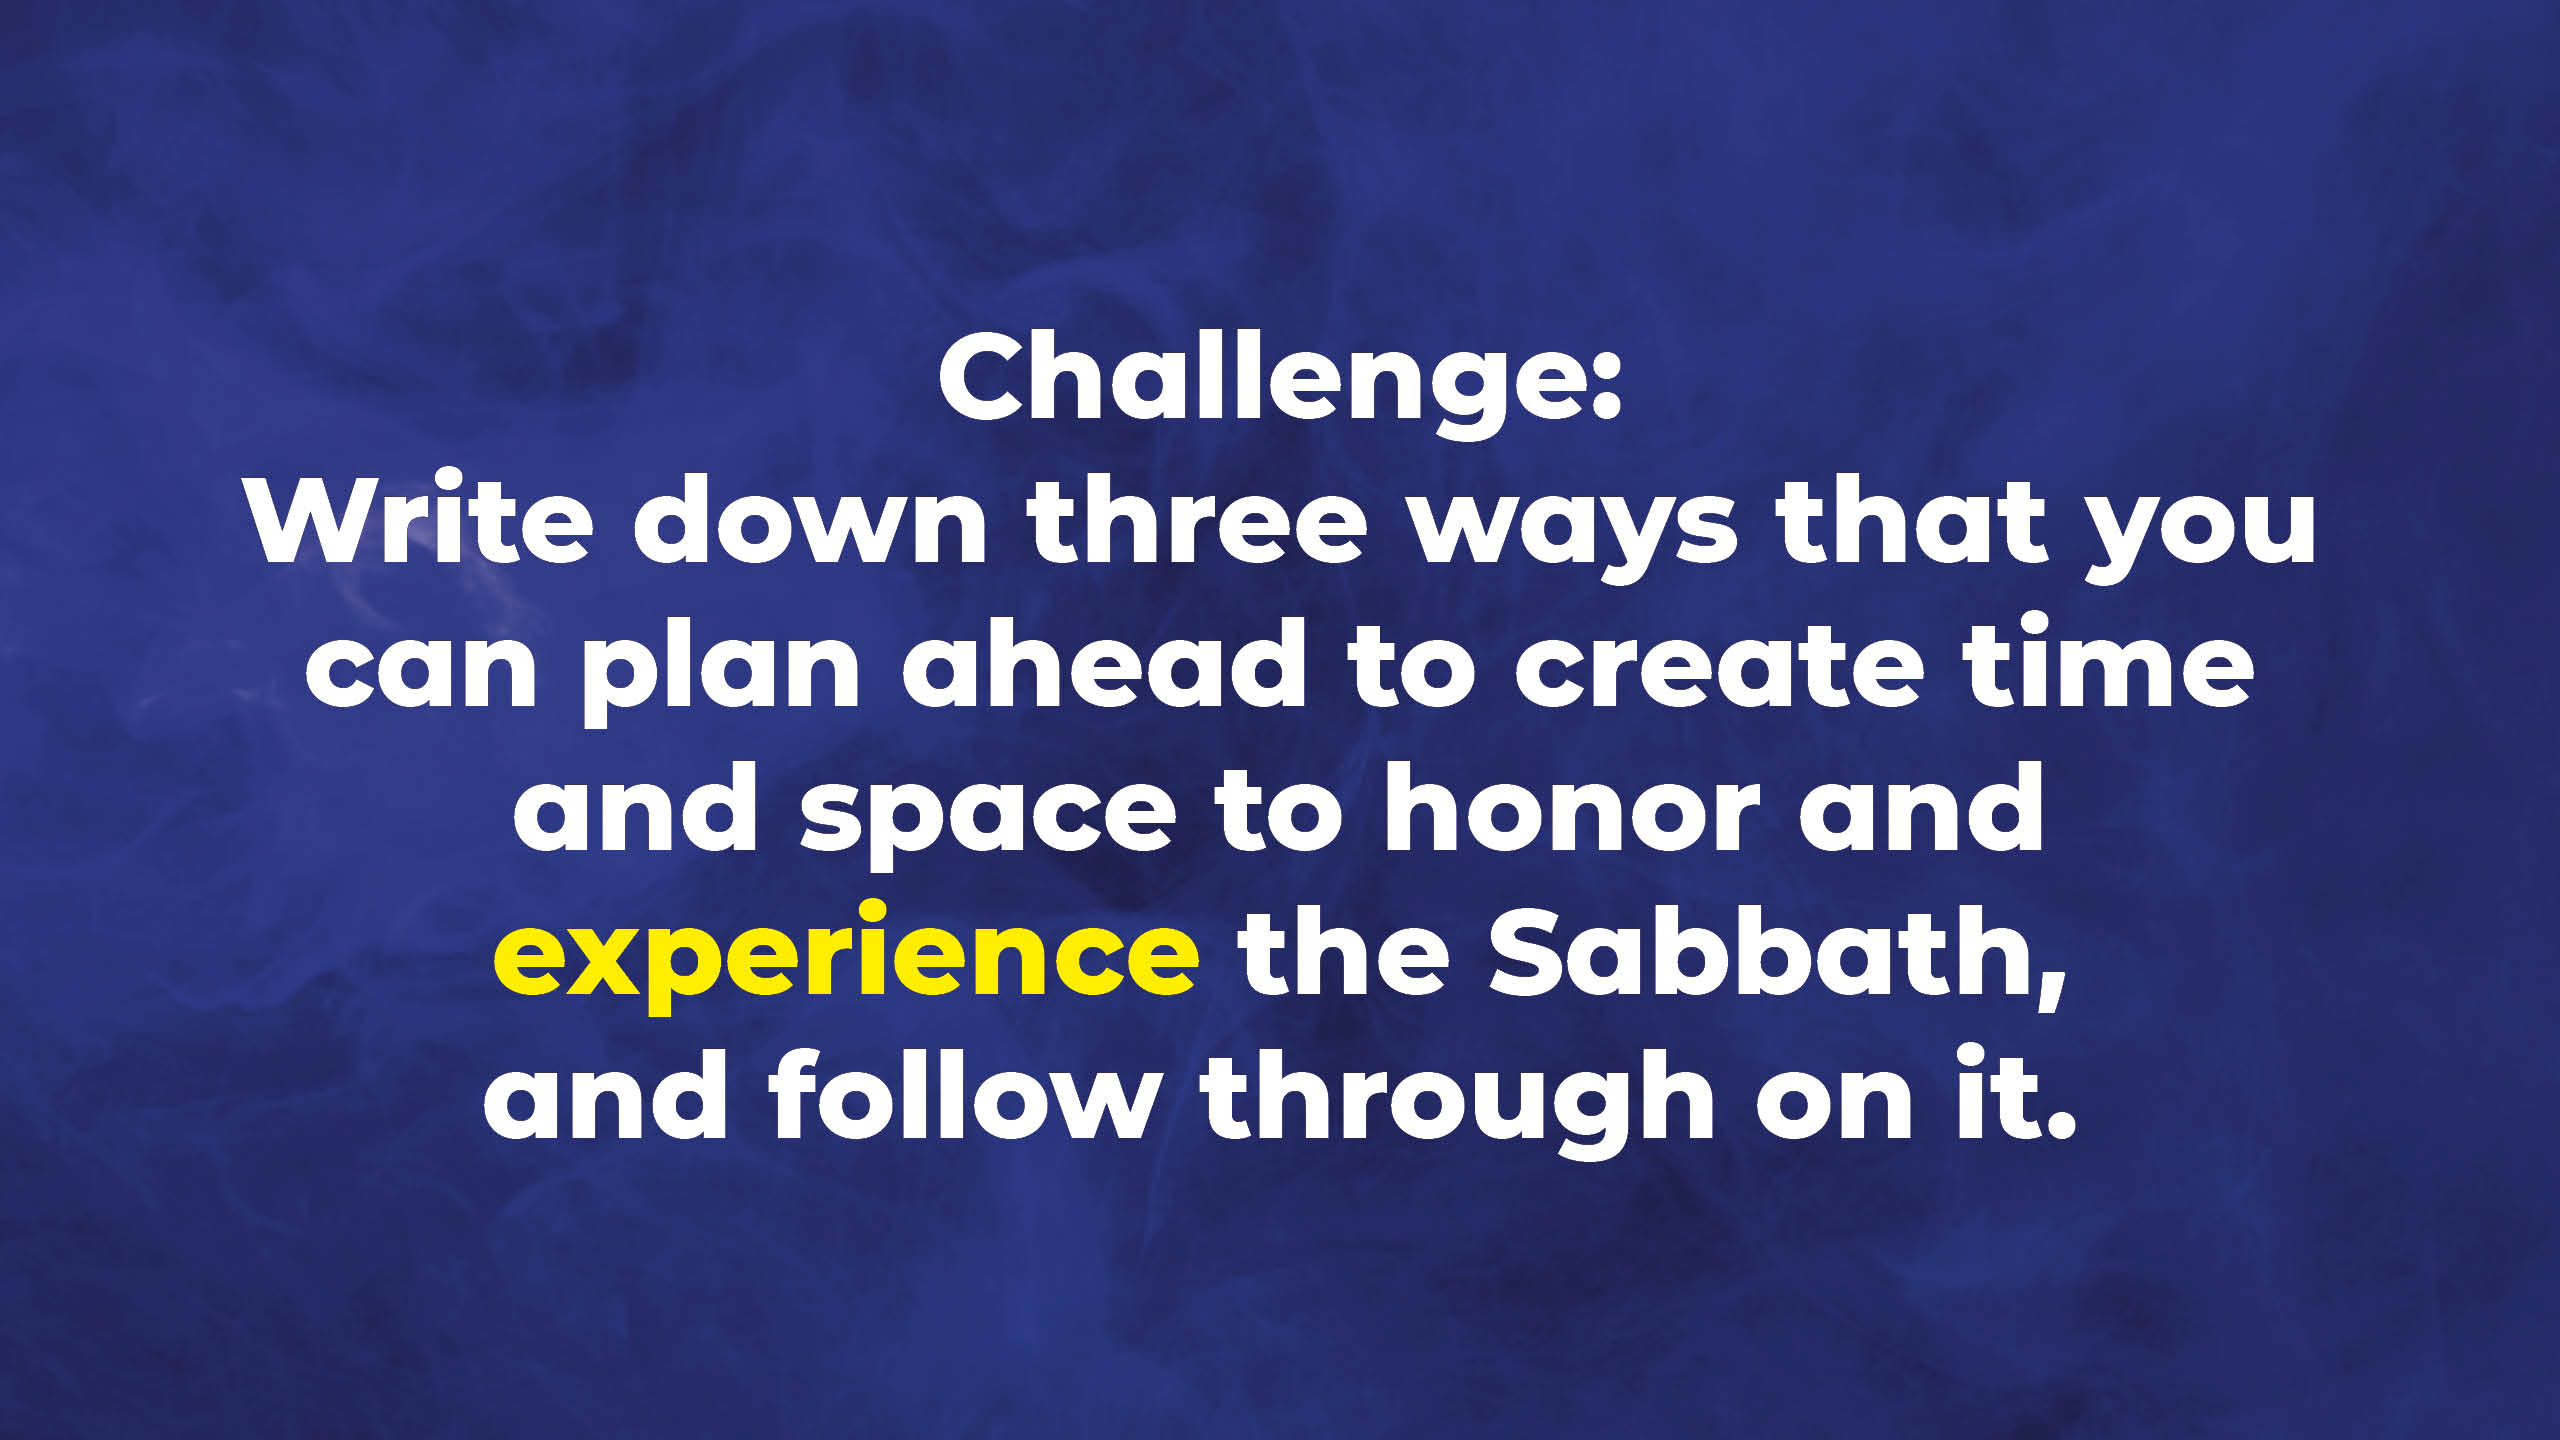 Challenge:
Write down three ways that you
can plan ahead to create time
and space to honor and
experience the Sabbath,
and follow through on it.